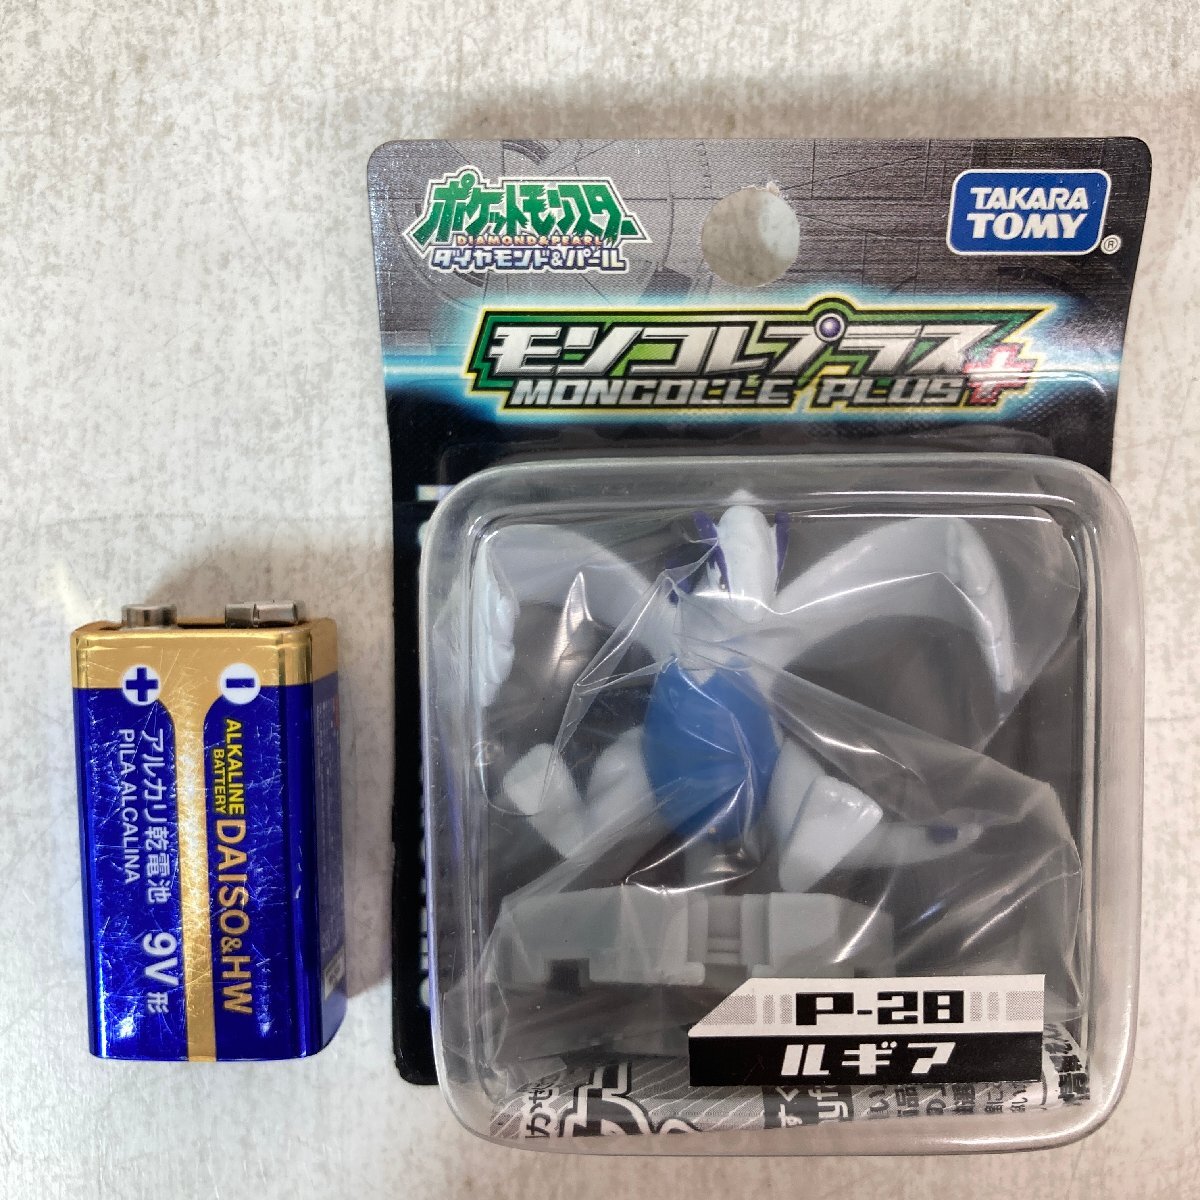 ポケットモンスター
DIAMOND & PEARL
ダイヤモンド&パール
TAKARA
TOMY
®
モンコレプラス
MONCOLLE PLUS+
+ −
アルカリ乾電池 9V形
PILA ALCALINA
ALKALINE
BATTERY
DAISO&HW
P-28
ルギア